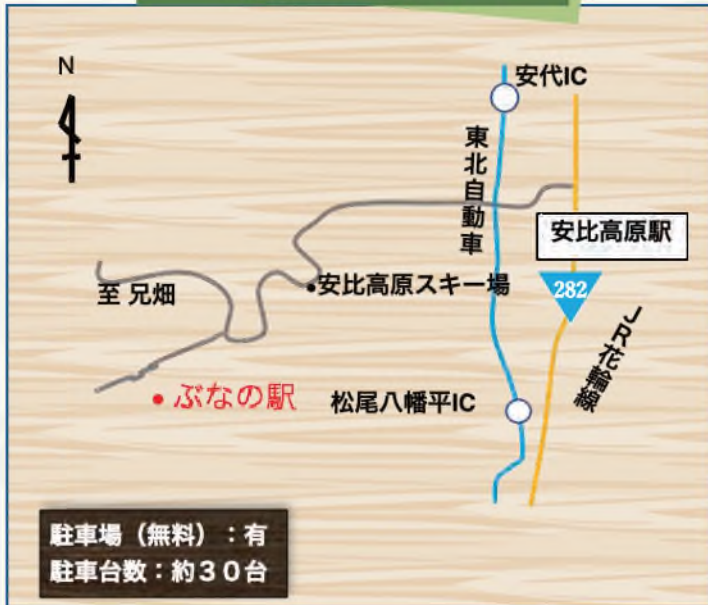 N
安代IC
東北自動車
安比高原駅
282
安比高原スキー場
至 兄畑
JR花輪線
ぶなの駅
松尾八幡平IC
駐車場（無料）：有
駐車台数：約３０台